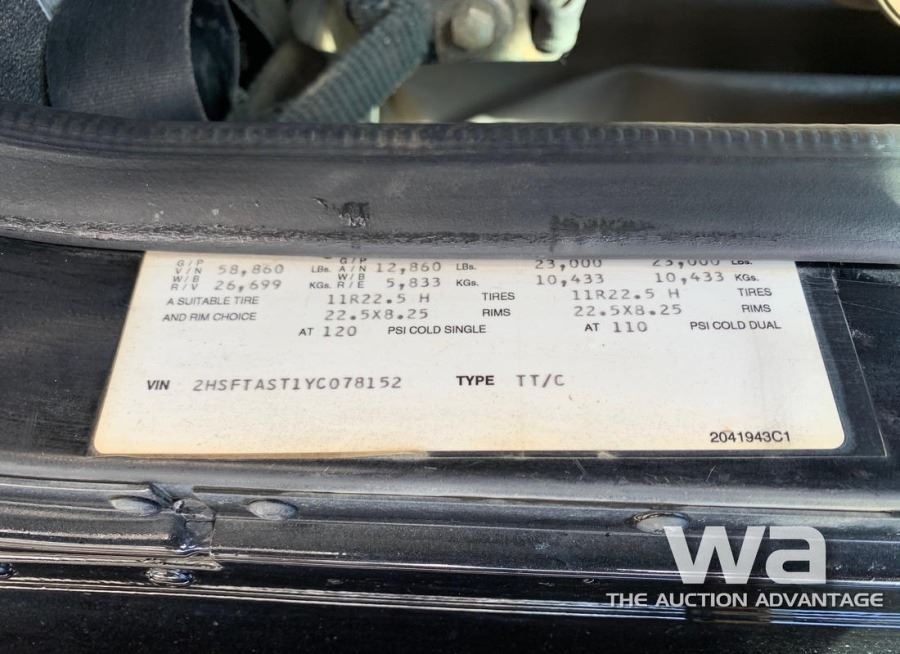 G/P G/P 23,000 23,000 LBS.
V/N 58,860 LBS. A/N 12,860 LBS.
W/B W/B 10,433 10,433 KGS.
R/V 26,699 KGS. R/E 5,833 KGS.
A SUITABLE TIRE 11R22.5 H TIRES 11R22.5 H TIRES
AND RIM CHOICE 22.5X8.25 RIMS 22.5X8.25 RIMS
AT 120 PSI COLD SINGLE AT 110 PSI COLD DUAL
VIN 2HSFTAST1YC078152 TYPE TT/C
2041943C1
wa
THE AUCTION ADVANTAGE